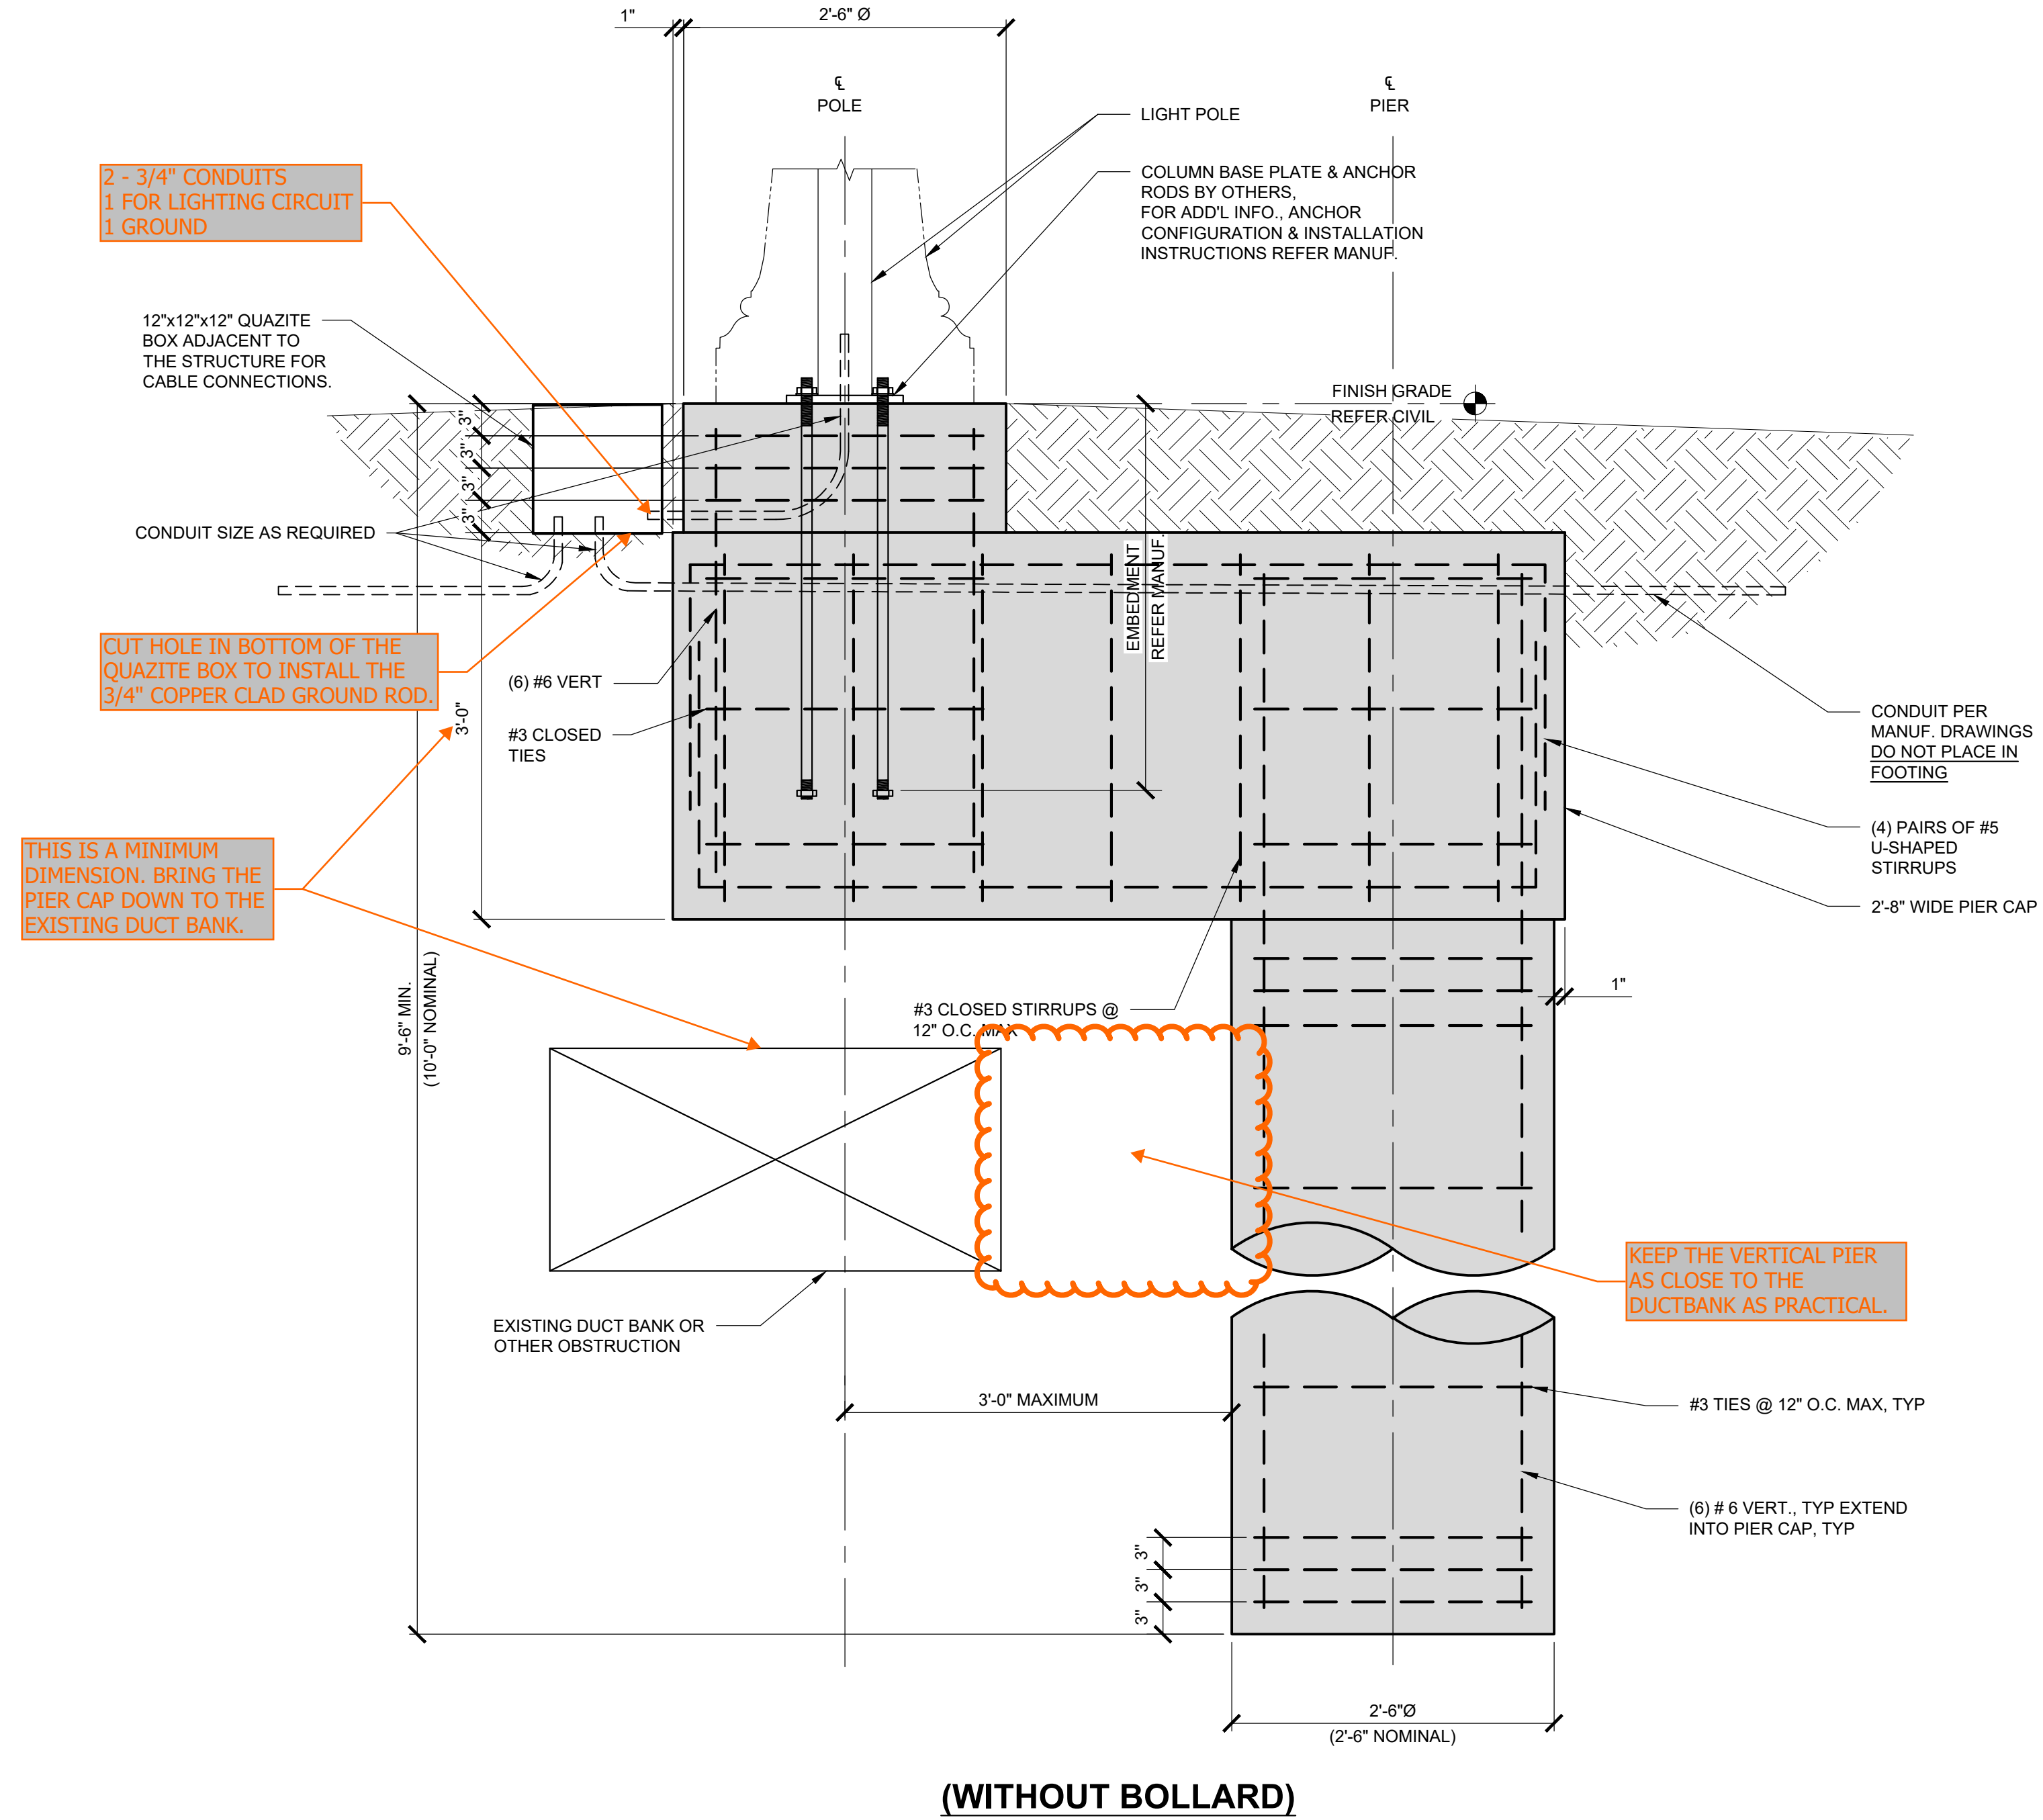 1"
2'-6" Ø
℄
POLE
℄
PIER
LIGHT POLE
COLUMN BASE PLATE & ANCHOR
RODS BY OTHERS,
FOR ADD'L INFO., ANCHOR
CONFIGURATION & INSTALLATION
INSTRUCTIONS REFER MANUF.
2 - 3/4" CONDUITS
1 FOR LIGHTING CIRCUIT
1 GROUND
12"x12"x12" QUAZITE
BOX ADJACENT TO
THE STRUCTURE FOR
CABLE CONNECTIONS.
FINISH GRADE
REFER CIVIL
3"
3"
3"
3"
CONDUIT SIZE AS REQUIRED
EMBEDMENT
REFER MANUF.
CUT HOLE IN BOTTOM OF THE
QUAZITE BOX TO INSTALL THE
3/4" COPPER CLAD GROUND ROD.
3'-0"
(6) #6 VERT
#3 CLOSED
TIES
CONDUIT PER
MANUF. DRAWINGS
DO NOT PLACE IN
FOOTING
(4) PAIRS OF #5
U-SHAPED
STIRRUPS
2'-8" WIDE PIER CAP
THIS IS A MINIMUM
DIMENSION. BRING THE
PIER CAP DOWN TO THE
EXISTING DUCT BANK.
9'-6" MIN.
(10'-0" NOMINAL)
#3 CLOSED STIRRUPS @
12" O.C. MAX
1"
KEEP THE VERTICAL PIER
AS CLOSE TO THE
DUCTBANK AS PRACTICAL.
EXISTING DUCT BANK OR
OTHER OBSTRUCTION
3'-0" MAXIMUM
#3 TIES @ 12" O.C. MAX, TYP
(6) # 6 VERT., TYP EXTEND
INTO PIER CAP, TYP
3"
3"
3"
2'-6"Ø
(2'-6" NOMINAL)
(WITHOUT BOLLARD)